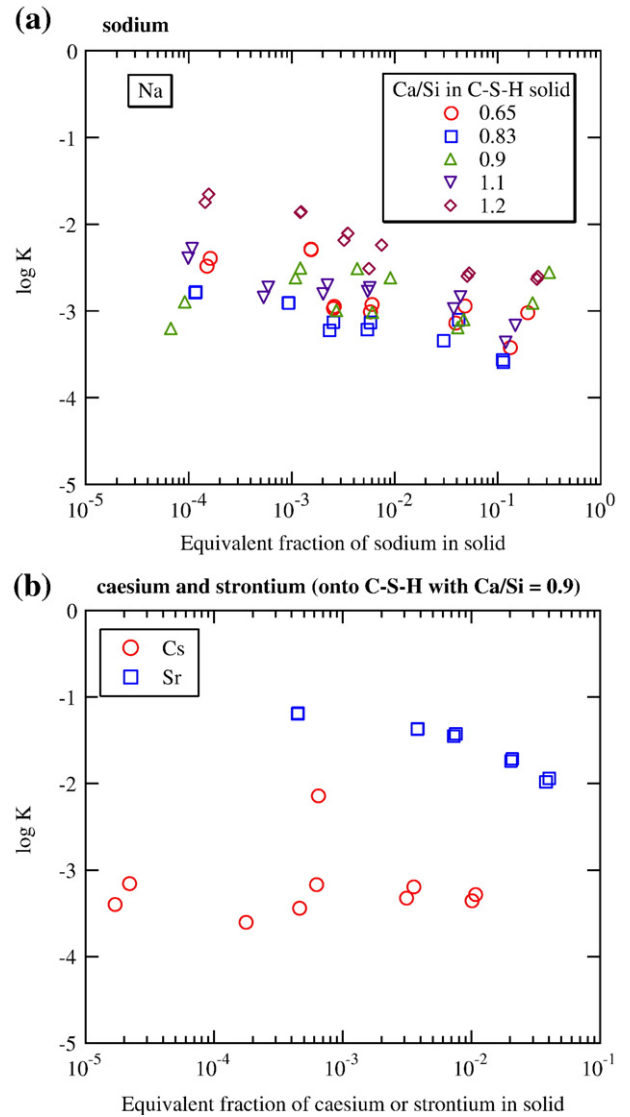 (a) sodium
0
Na
Ca/Si in C-S-H solid
0.65
0.83
0.9
1.1
1.2
-1
-2
-3
-4
-5
log K
10-5 10-4 10-3 10-2 10-1 100
Equivalent fraction of sodium in solid
(b) caesium and strontium (onto C-S-H with Ca/Si = 0.9)
0
Cs
Sr
-1
-2
-3
-4
-5
log K
10-5 10-4 10-3 10-2 10-1
Equivalent fraction of caesium or strontium in solid